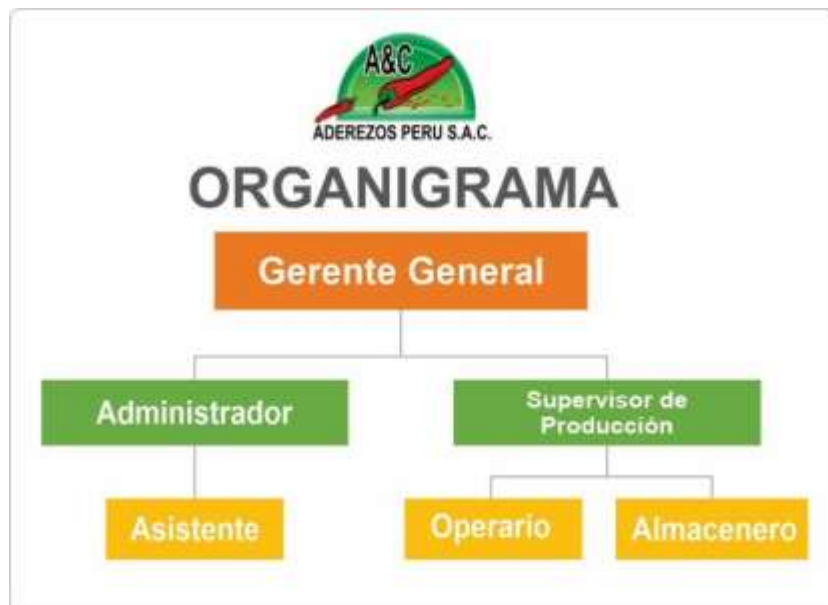 A&C
ADEREZOS PERU S.A.C.
ORGANIGRAMA
Gerente General
Administrador
Supervisor de
Producción
Asistente
Operario
Almacenero